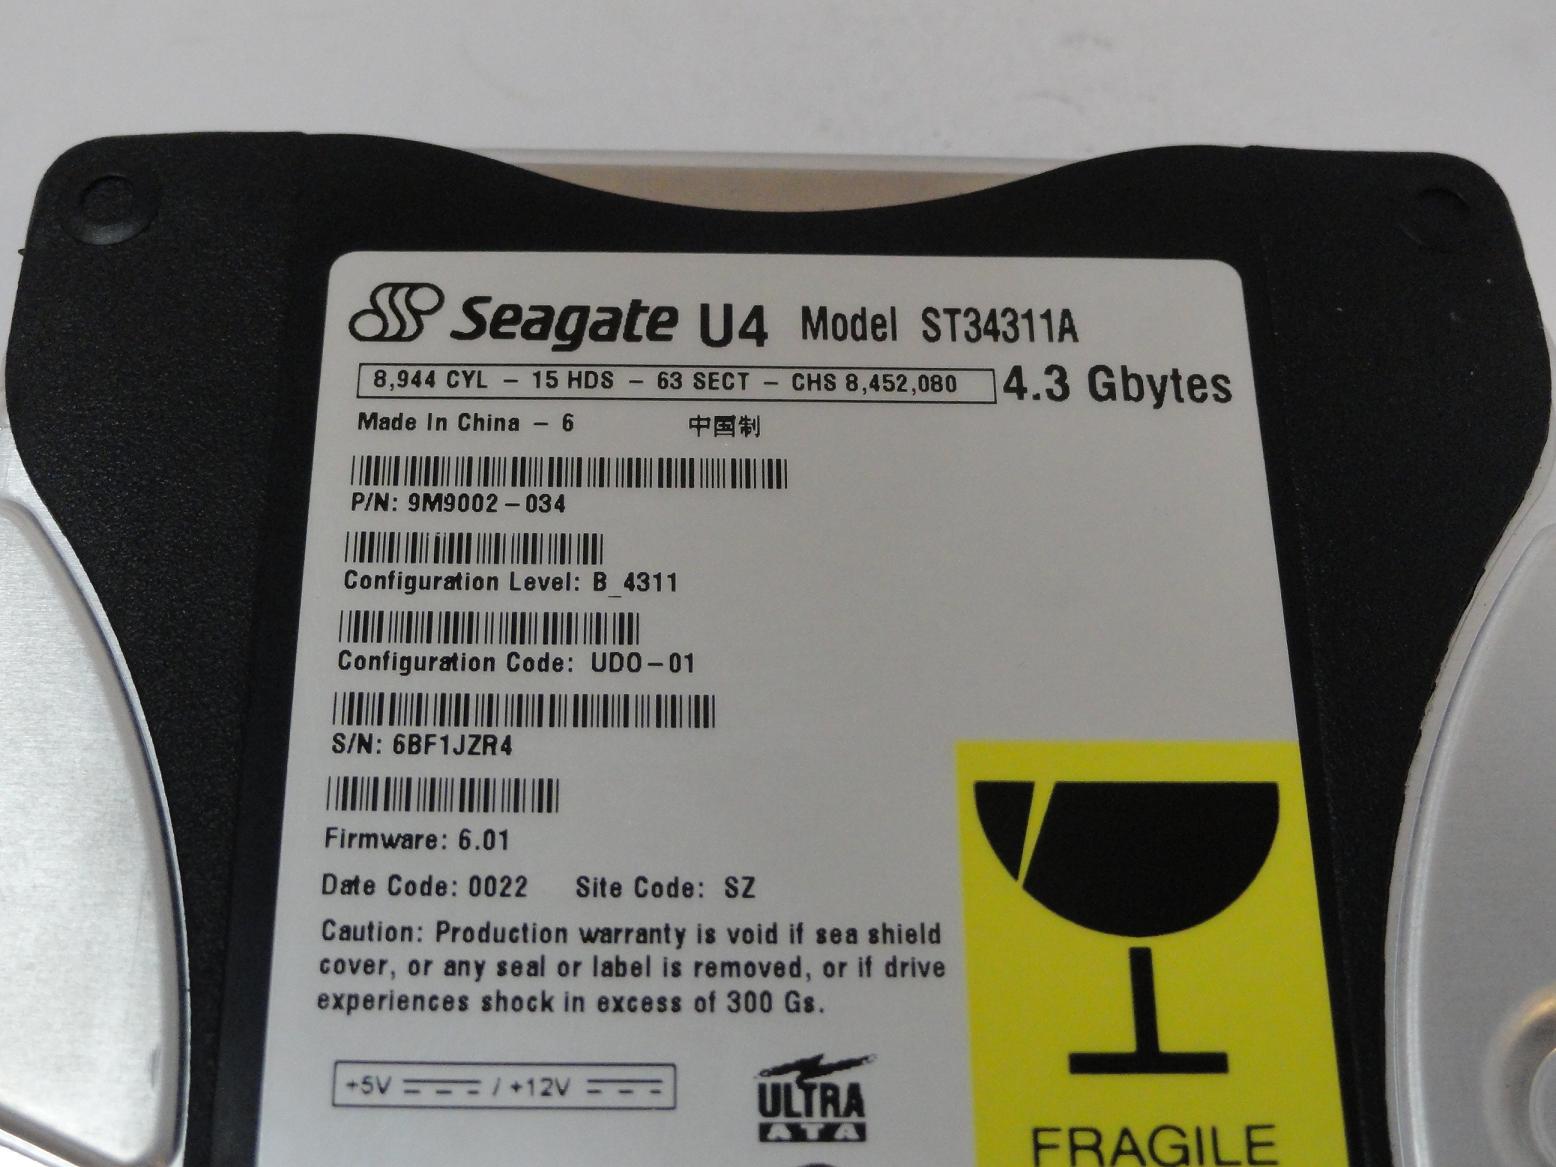 Seagate U4 Model ST34311A
8,944 CYL – 15 HDS – 63 SECT – CHS 8,452,080 4.3 Gbytes
Made In China – 6 中国制
P/N: 9M9002–034
Configuration Level: B_4311
Configuration Code: UDO–01
S/N: 6BF1JZR4
Firmware: 6.01
Date Code: 0022 Site Code: SZ
Caution: Production warranty is void if sea shield
cover, or any seal or label is removed, or if drive
experiences shock in excess of 300 Gs.
+5V / +12V
ULTRA
ATA
FRAGILE